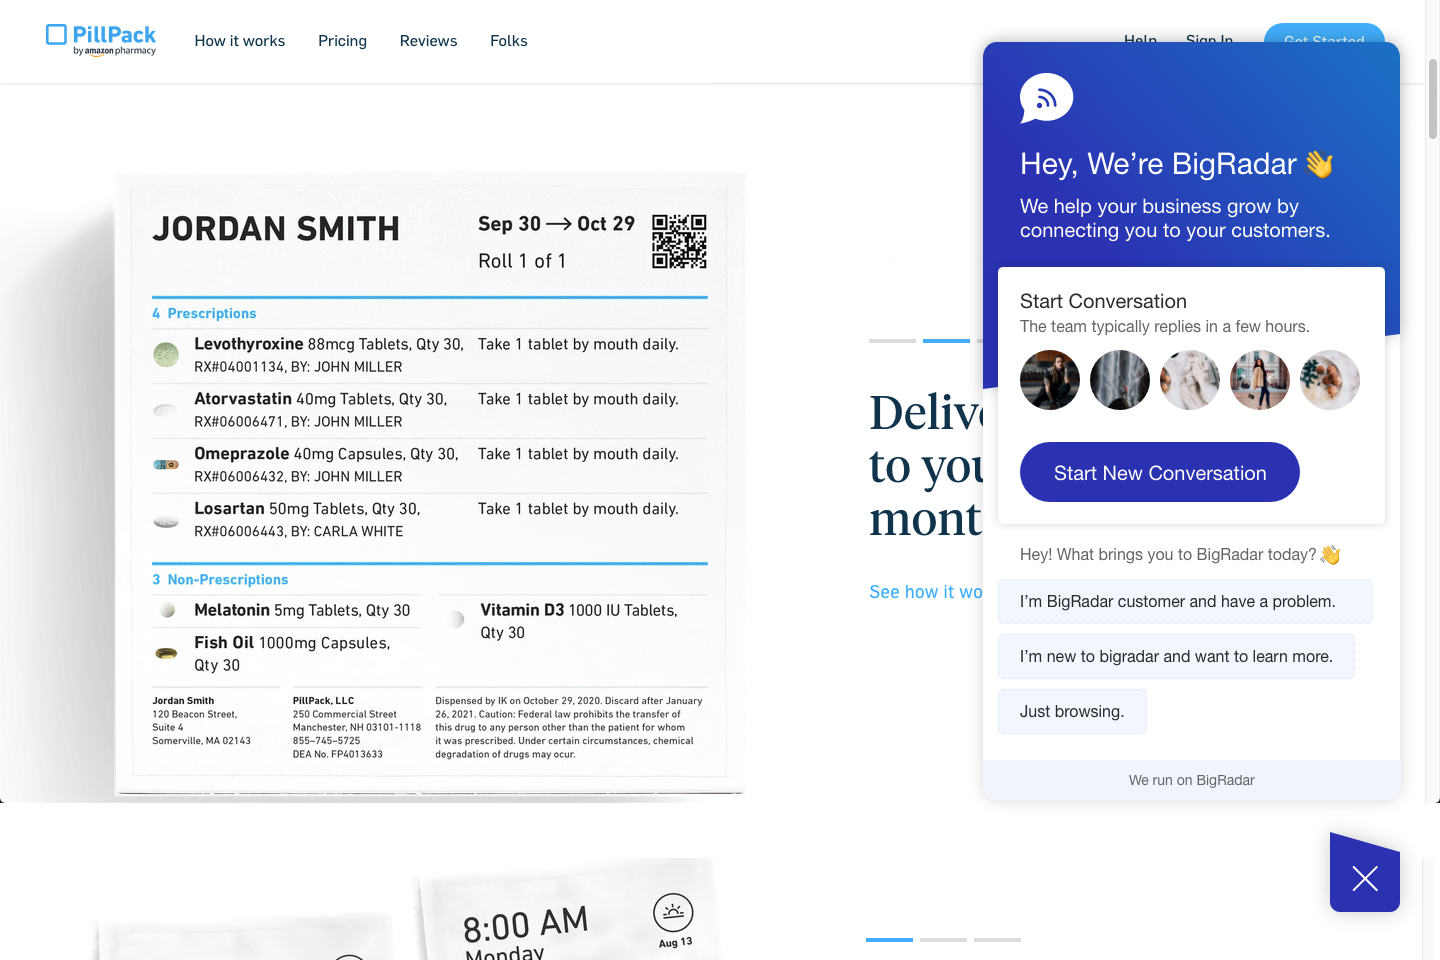 PillPack
by amazon pharmacy
How it works
Pricing
Reviews
Folks
Help
Sign In
Get Started
JORDAN SMITH
Sep 30 → Oct 29
Roll 1 of 1
4 Prescriptions
Levothyroxine 88mcg Tablets, Qty 30,
RX#04001134, BY: JOHN MILLER
Take 1 tablet by mouth daily.
Atorvastatin 40mg Tablets, Qty 30,
RX#06006471, BY: JOHN MILLER
Take 1 tablet by mouth daily.
Omeprazole 40mg Capsules, Qty 30,
RX#06006432, BY: JOHN MILLER
Take 1 tablet by mouth daily.
Losartan 50mg Tablets, Qty 30,
RX#06006443, BY: CARLA WHITE
Take 1 tablet by mouth daily.
3 Non-Prescriptions
Melatonin 5mg Tablets, Qty 30
Fish Oil 1000mg Capsules,
Qty 30
Vitamin D3 1000 IU Tablets,
Qty 30
Jordan Smith
120 Beacon Street,
Suite 4
Somerville, MA 02143
PillPack, LLC
250 Commercial Street
Manchester, NH 03101-1118
855-745-5725
DEA No. FP4013633
Dispensed by IK on October 29, 2020. Discard after January
26, 2021. Caution: Federal law prohibits the transfer of
this drug to any person other than the patient for whom
it was prescribed. Under certain circumstances, chemical
degradation of drugs may occur.
to you
See how it wo
Hey, We're BigRadar 👋
We help your business grow by
connecting you to your customers.
Start Conversation
The team typically replies in a few hours.
Start New Conversation
Hey! What brings you to BigRadar today? 👋
I'm BigRadar customer and have a problem.
I'm new to bigradar and want to learn more.
Just browsing.
We run on BigRadar
8:00 AM
Monday
Aug 13